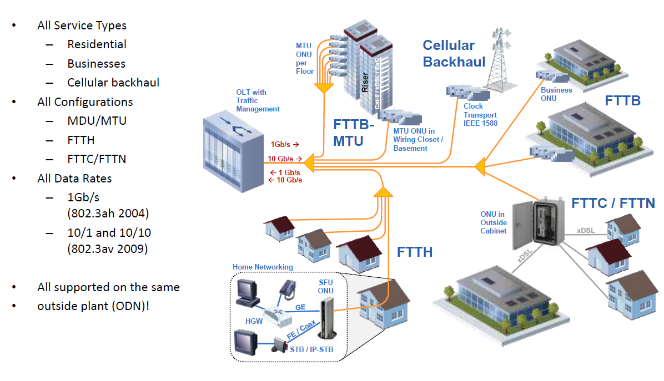 • All Service Types
– Residential
– Businesses
– Cellular backhaul
• All Configurations
– MDU/MTU
– FTTH
– FTTC/FTTN
• All Data Rates
– 1Gb/s
(802.3ah 2004)
– 10/1 and 10/10
(802.3av 2009)
• All supported on the same
• outside plant (ODN)!
MTU
ONU
per
Floor
Riser
OLT with
Traffic
Management
FTTB-
MTU
MTU ONU in
Wiring Closet /
Basement
Cellular
Backhaul
Clock
Transport
IEEE 1588
Business
ONU
FTTB
1Gb/s →
10 Gb/s →
← 1 Gb/s
← 10 Gb/s
FTTH
ONU in
Outside
Cabinet
FTTC / FTTN
xDSL
xDSL
Home Networking
SFU
ONU
GE
HGW
FE / Coax
STB / IP-STB